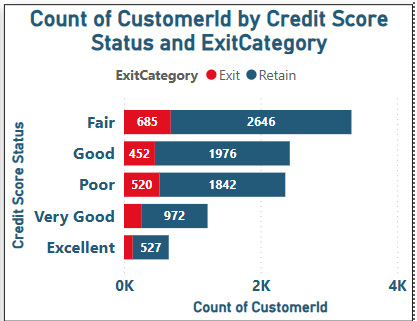 Count of CustomerId by Credit Score
Status and ExitCategory
ExitCategory Exit Retain
Credit Score Status
Fair 685 2646
Good 452 1976
Poor 520 1842
Very Good 972
Excellent 527
0K 2K 4K
Count of CustomerId